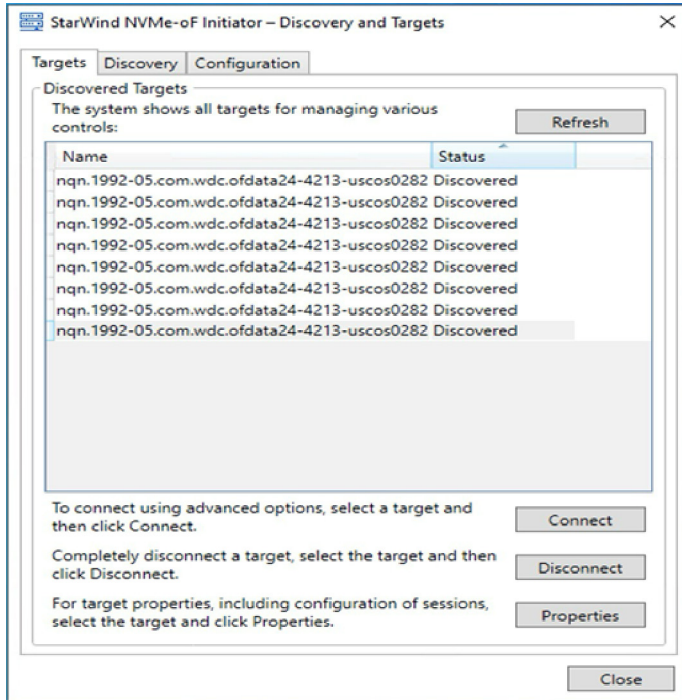 StarWind NVMe-oF Initiator – Discovery and Targets
Targets Discovery Configuration
Discovered Targets
The system shows all targets for managing various
controls:
Refresh
Name Status
nqn.1992-05.com.wdc.ofdata24-4213-uscos0282 Discovered
nqn.1992-05.com.wdc.ofdata24-4213-uscos0282 Discovered
nqn.1992-05.com.wdc.ofdata24-4213-uscos0282 Discovered
nqn.1992-05.com.wdc.ofdata24-4213-uscos0282 Discovered
nqn.1992-05.com.wdc.ofdata24-4213-uscos0282 Discovered
nqn.1992-05.com.wdc.ofdata24-4213-uscos0282 Discovered
nqn.1992-05.com.wdc.ofdata24-4213-uscos0282 Discovered
nqn.1992-05.com.wdc.ofdata24-4213-uscos0282 Discovered
To connect using advanced options, select a target and
then click Connect.
Connect
Completely disconnect a target, select the target and then
click Disconnect.
Disconnect
For target properties, including configuration of sessions,
select the target and click Properties.
Properties
Close